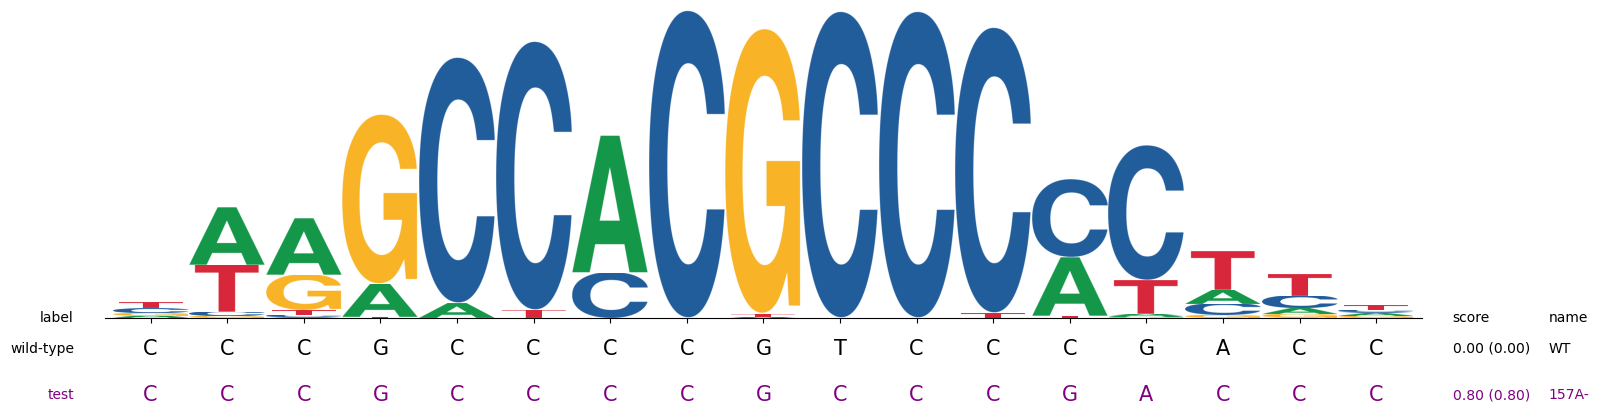 T A A G C C A C G C C C C C T T T
label score name
wild-type C C C G C C C C G T C C C G A C C 0.00 (0.00) WT
test C C C G C C C C G C C C G A C C C 0.80 (0.80) 157A-